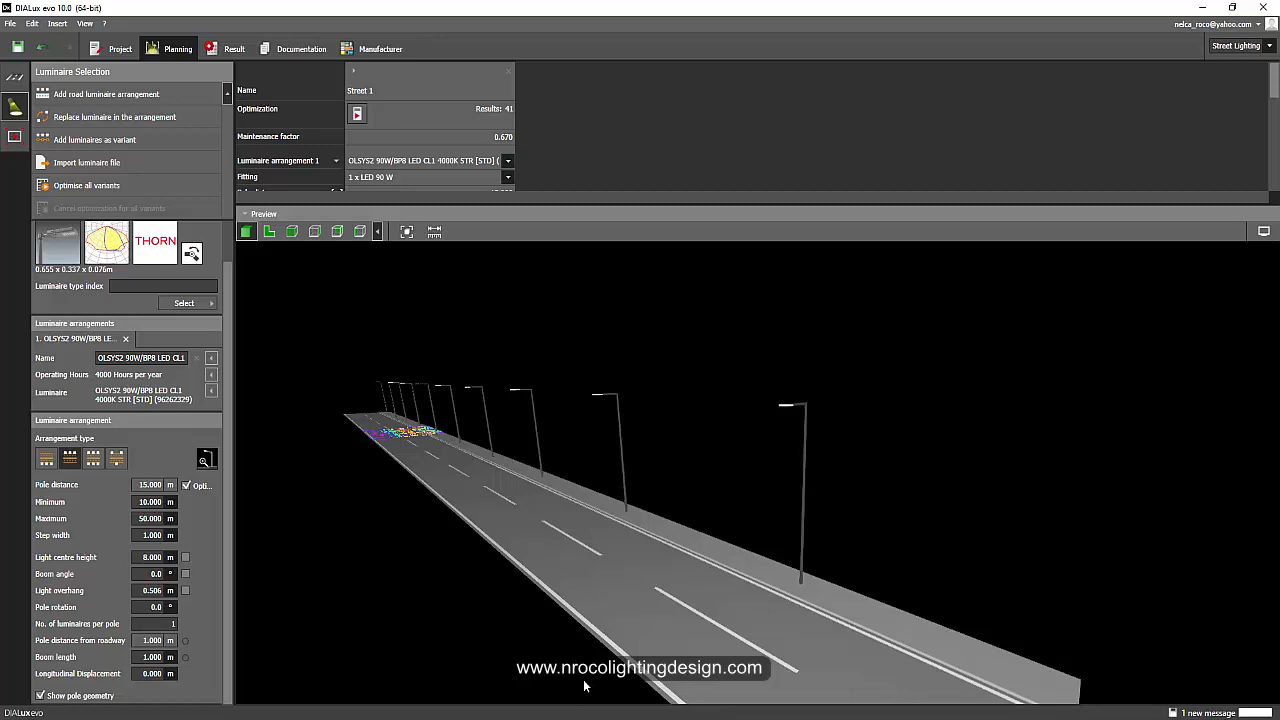 DIALux evo 10.0 (64-bit)
File Edit Insert View ?
nelca_roco@yahoo.com
Project Planning Result Documentation Manufacturer
Street Lighting
Luminaire Selection
Add road luminaire arrangement
Replace luminaire in the arrangement
Add luminaires as variant
Import luminaire file
Optimise all variants
Cancel optimization for all variants
Name Street 1
Optimization Results: 41
Maintenance factor 0.670
Luminaire arrangement 1 OLSYS2 90W/BP8 LED CL1 4000K STR [STD] (
Fitting 1 x LED 90 W
Preview
THORN
0.655 x 0.337 x 0.076m
Luminaire type index
Select
Luminaire arrangements
1. OLSYS2 90W/BP8 LE...
Name OLSYS2 90W/BP8 LED CL1
Operating Hours 4000 Hours per year
Luminaire OLSYS2 90W/BP8 LED CL1
4000K STR [STD] (96262329)
Luminaire arrangement
Arrangement type
Pole distance 15.000 m Opti...
Minimum 10.000 m
Maximum 50.000 m
Step width 1.000 m
Light centre height 8.000 m
Boom angle 0.0 °
Light overhang 0.506 m
Pole rotation 0.0 °
No. of luminaires per pole 1
Pole distance from roadway 1.000 m
Boom length 1.000 m
Longitudinal Displacement 0.000 m
Show pole geometry
www.nrocolightingdesign.com
DIALux evo
1 new message